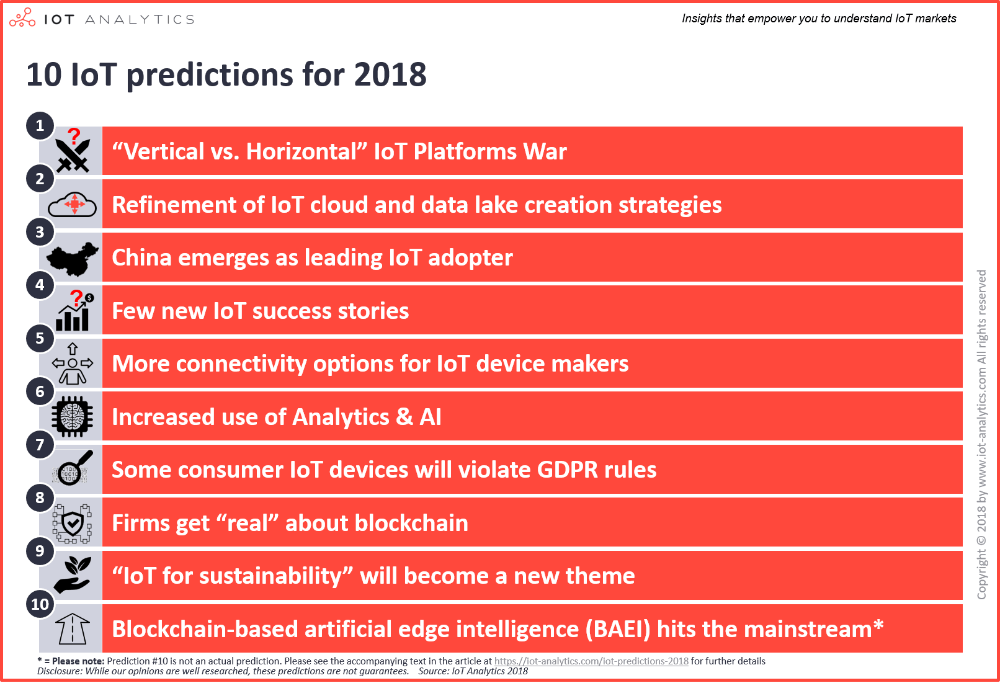 IOT ANALYTICS
Insights that empower you to understand IoT markets
10 IoT predictions for 2018
1
“Vertical vs. Horizontal” IoT Platforms War
2
Refinement of IoT cloud and data lake creation strategies
3
China emerges as leading IoT adopter
4
Few new IoT success stories
5
More connectivity options for IoT device makers
6
Increased use of Analytics & AI
7
Some consumer IoT devices will violate GDPR rules
8
Firms get “real” about blockchain
9
“IoT for sustainability” will become a new theme
10
Blockchain-based artificial edge intelligence (BAEI) hits the mainstream*
* = Please note: Prediction #10 is not an actual prediction. Please see the accompanying text in the article at https://iot-analytics.com/iot-predictions-2018 for further details
Disclosure: While our opinions are well researched, these predictions are not guarantees. Source: IoT Analytics 2018
Copyright © 2018 by www.iot-analytics.com All rights reserved